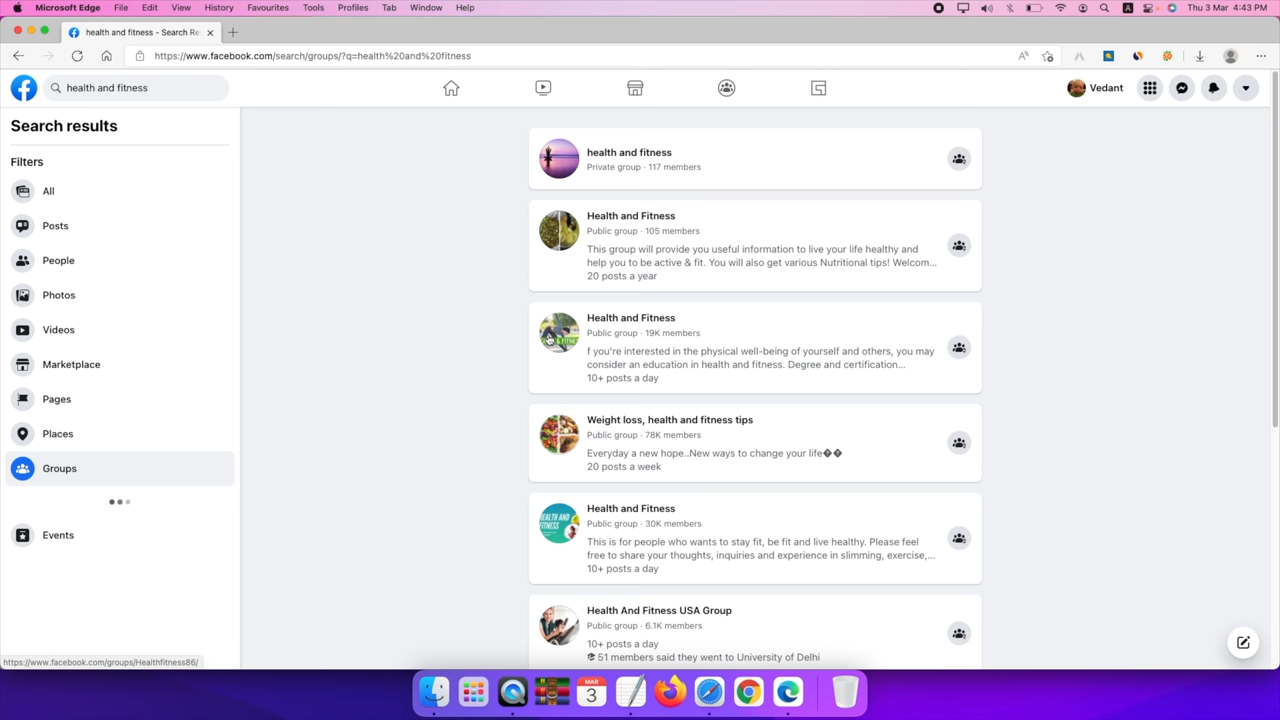 Microsoft Edge File Edit View History Favourites Tools Profiles Tab Window Help A Thu 3 Mar 4:43 PM
health and fitness - Search Re
https://www.facebook.com/search/groups/?q=health%20and%20fitness
health and fitness
Vedant
Search results
Filters
All
Posts
People
Photos
Videos
Marketplace
Pages
Places
Groups
Events
health and fitness
Private group · 117 members
Health and Fitness
Public group · 105 members
This group will provide you useful information to live your life healthy and
help you to be active & fit. You will also get various Nutritional tips! Welcom...
20 posts a year
Health and Fitness
Public group · 19K members
f you're interested in the physical well-being of yourself and others, you may
consider an education in health and fitness. Degree and certification...
10+ posts a day
Weight loss, health and fitness tips
Public group · 78K members
Everyday a new hope..New ways to change your life��
20 posts a week
HEALTH AND
FITNESS
Health and Fitness
Public group · 30K members
This is for people who wants to stay fit, be fit and live healthy. Please feel
free to share your thoughts, inquiries and experience in slimming, exercise,...
10+ posts a day
Health And Fitness USA Group
Public group · 6.1K members
10+ posts a day
51 members said they went to University of Delhi
https://www.facebook.com/groups/Healthfitness86/
MAR
3